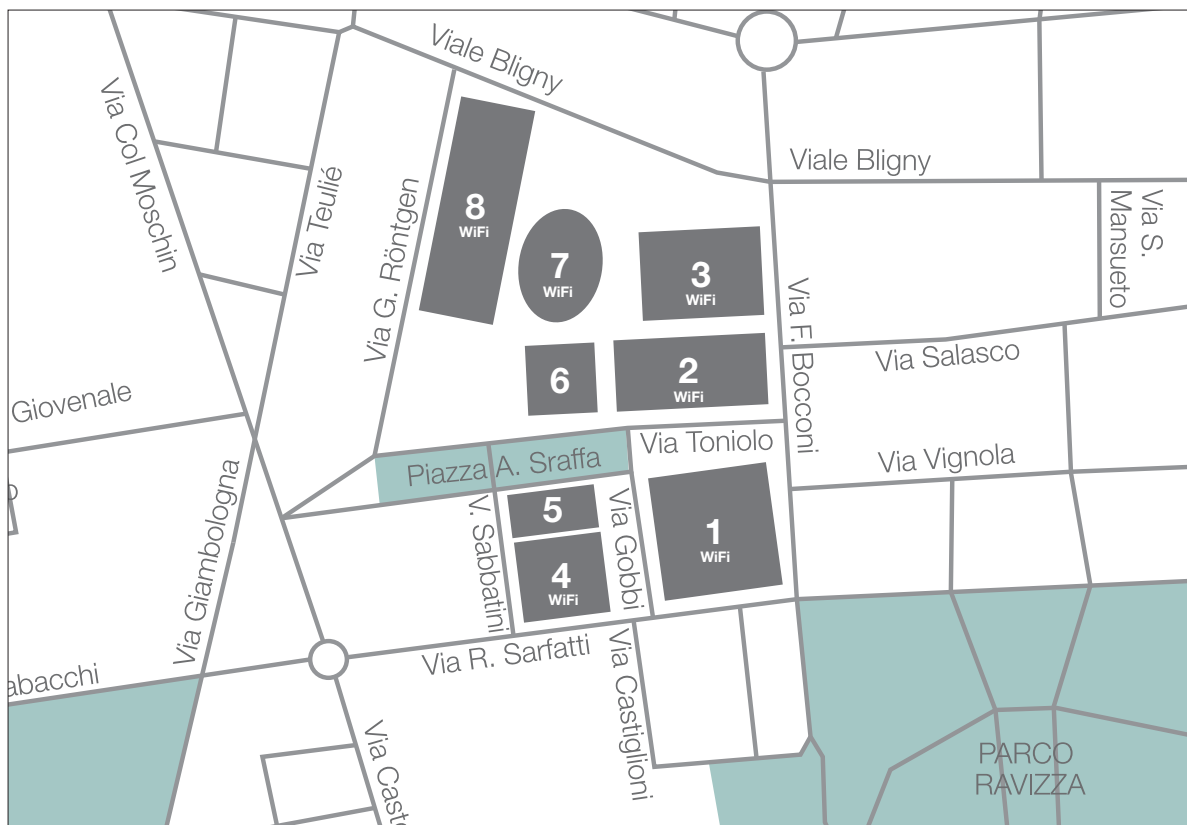 Viale Bligny
Via Col Moschin
Viale Bligny
Via Teulié
Via G. Röntgen
8
WiFi
7
WiFi
3
WiFi
Via S.
Mansueto
Via F. Bocconi
6
2
WiFi
Via Salasco
Giovenale
Via Toniolo
Piazza A. Sraffa
Via Vignola
Via Giambologna
V. Sabbatini
5
Via Gobbi
1
WiFi
4
WiFi
Via R. Sarfatti
Via Castiglioni
abacchi
Via Caste
PARCO
RAVIZZA